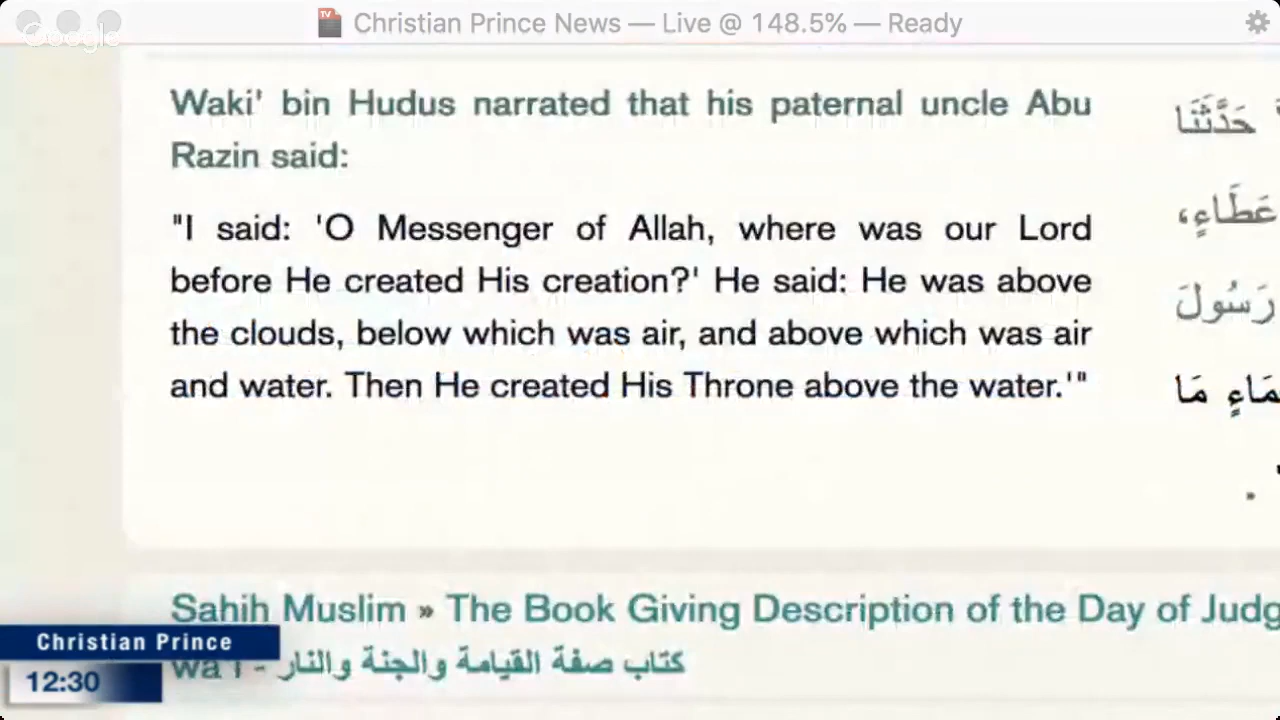 Christian Prince News — Live @ 148.5% — Ready
Google
Waki' bin Hudus narrated that his paternal uncle Abu
Razin said:
"I said: 'O Messenger of Allah, where was our Lord
before He created His creation?' He said: He was above
the clouds, below which was air, and above which was air
and water. Then He created His Throne above the water.'"
حَدَّثَنَا
عَطَاءٍ،
رَسُولَ
مَاءٍ مَا
Sahih Muslim » The Book Giving Description of the Day of Judg
كتاب صفة القيامة والجنة والنار -
Christian Prince
12:30